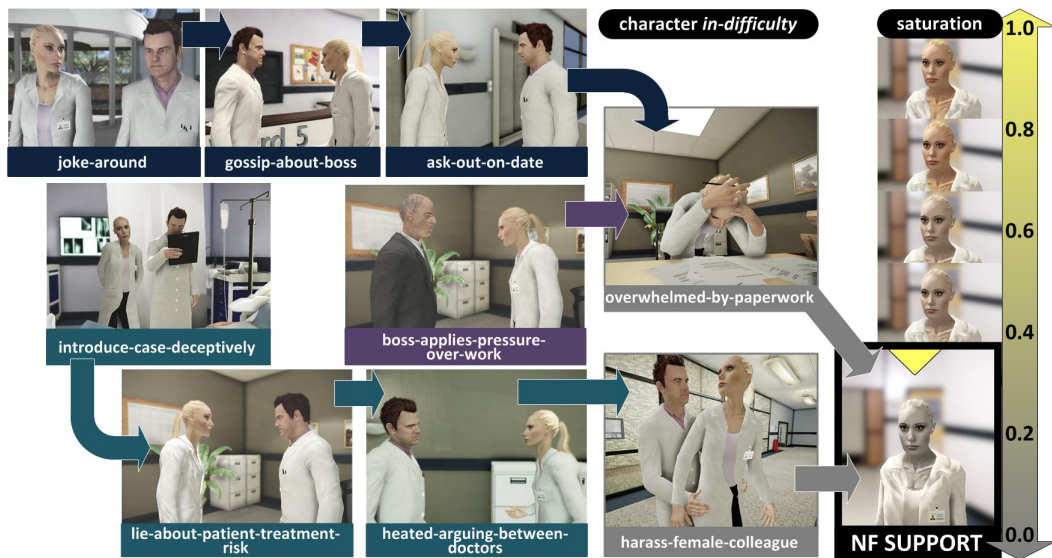 character in-difficulty
saturation
1.0
0.8
0.6
0.4
0.2
0.0
joke-around
gossip-about-boss
ask-out-on-date
rd 5
introduce-case-deceptively
boss-applies-pressure-
over-work
overwhelmed-by-paperwork
lie-about-patient-treatment-
risk
heated-arguing-between-
doctors
harass-female-colleague
NF SUPPORT